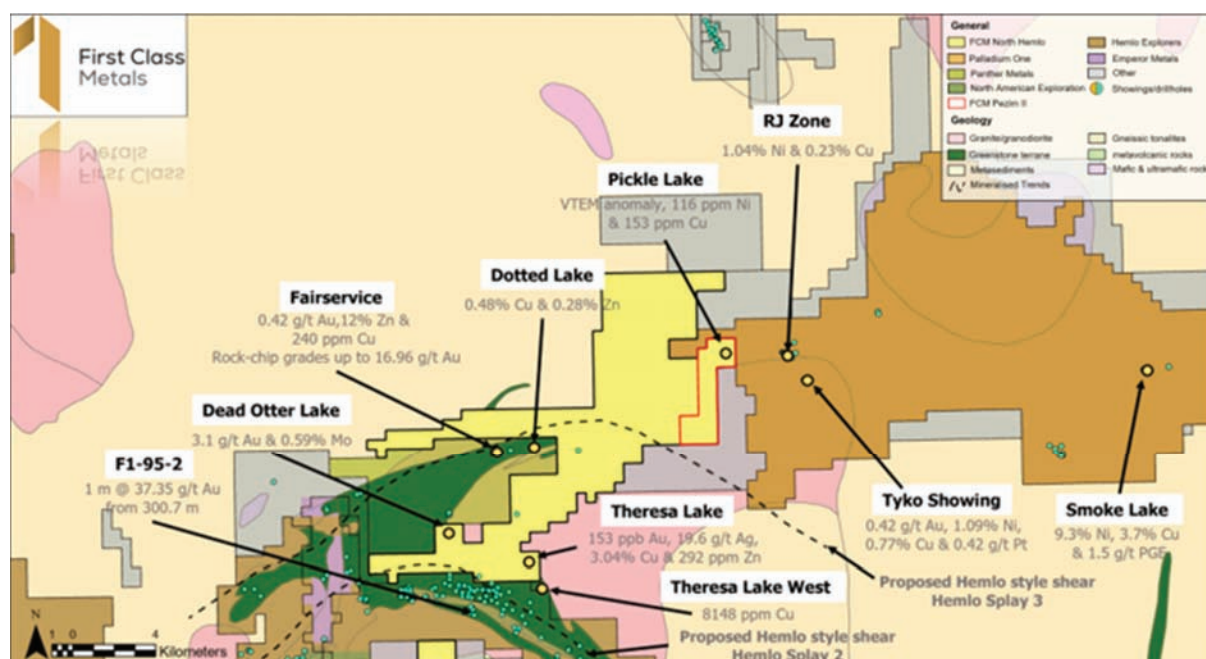 First Class
Metals
General
FCM North Hemlo
Palladium One
Panther Metals
North American Exploration
FCM Pezim II
Hemlo Explorers
Emperor Metals
Other
Showings/drillholes
Geology
Granite/granodiorite
Greenstone terrane
Metasediments
Mineralised Trends
Gneissic tonalites
metavolcanic rocks
Mafic & ultramafic rock
RJ Zone
1.04% Ni & 0.23% Cu
Pickle Lake
VTEM anomaly, 116 ppm Ni
& 153 ppm Cu
Dotted Lake
0.48% Cu & 0.28% Zn
Fairservice
0.42 g/t Au,12% Zn &
240 ppm Cu
Rock-chip grades up to 16.96 g/t Au
Dead Otter Lake
3.1 g/t Au & 0.59% Mo
F1-95-2
1 m @ 37.35 g/t Au
from 300.7 m
Theresa Lake
153 ppb Au, 19.6 g/t Ag,
3.04% Cu & 292 ppm Zn
Tyko Showing
0.42 g/t Au, 1.09% Ni,
0.77% Cu & 0.42 g/t Pt
Smoke Lake
9.3% Ni, 3.7% Cu
& 1.5 g/t PGE
Theresa Lake West
8148 ppm Cu
Proposed Hemlo style shear
Hemlo Splay 3
Proposed Hemlo style shear
Hemlo Splay 2
N
1 0 4
Kilometers